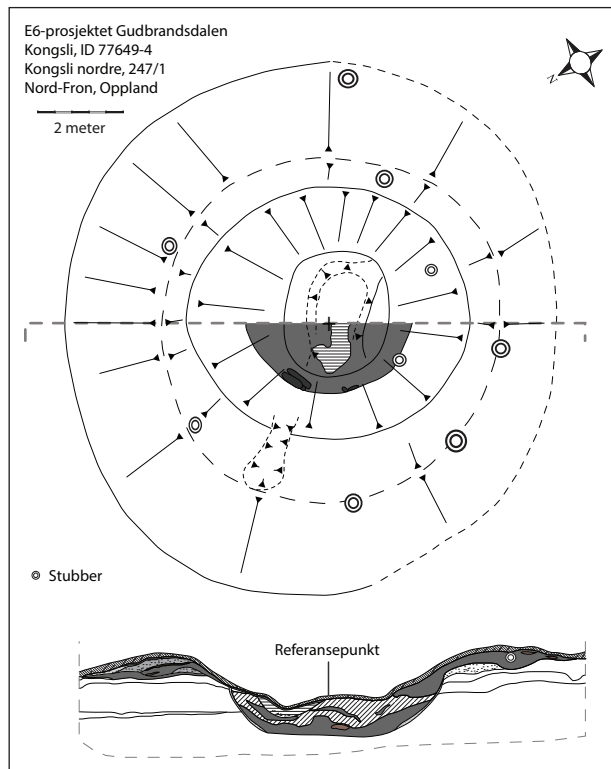 E6-prosjektet Gudbrandsdalen
Kongsli, ID 77649-4
Kongsli nordre, 247/1
Nord-Fron, Oppland
2 meter
N
Stubber
Referansepunkt